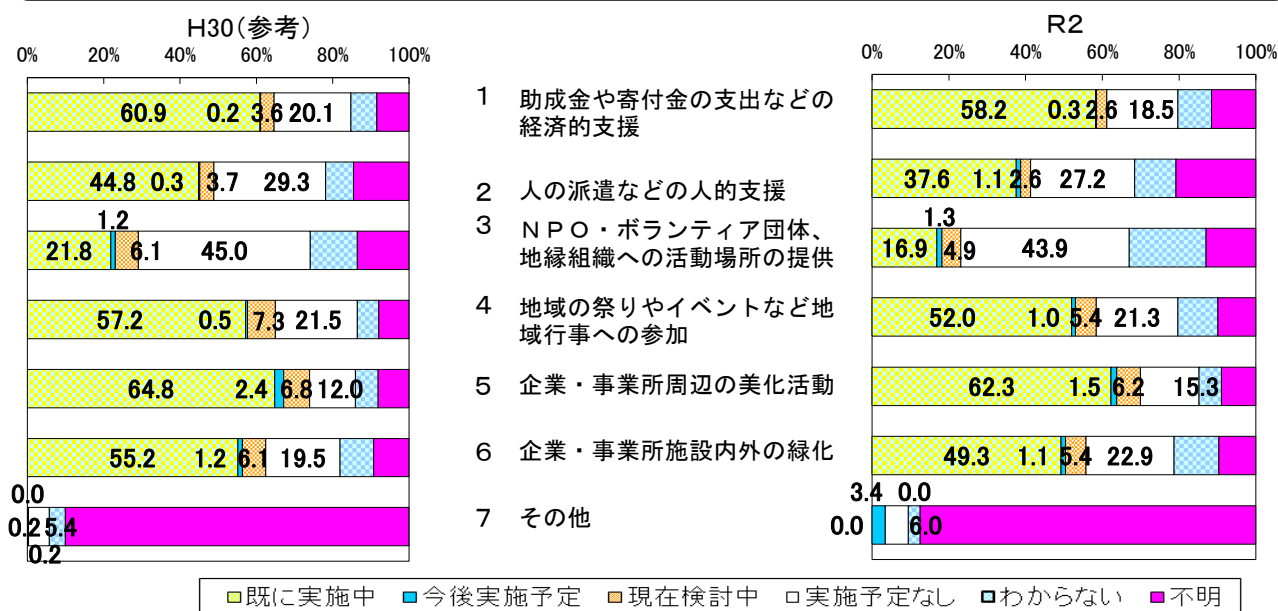 H30(参考)
0% 20% 40% 60% 80% 100%
60.9 0.2 3.6 20.1
44.8 0.3 3.7 29.3
1.2
21.8 6.1 45.0
57.2 0.5 7.3 21.5
64.8 2.4 6.8 12.0
55.2 1.2 6.1 19.5
0.0
0.2 5.4
0.2
1 助成金や寄付金の支出などの
経済的支援
2 人の派遣などの人的支援
3 ＮＰＯ・ボランティア団体、
地縁組織への活動場所の提供
4 地域の祭りやイベントなど地
域行事への参加
5 企業・事業所周辺の美化活動
6 企業・事業所施設内外の緑化
7 その他
R2
0% 20% 40% 60% 80% 100%
58.2 0.3 2.6 18.5
37.6 1.1 2.6 27.2
1.3
16.9 4.9 43.9
52.0 1.0 5.4 21.3
62.3 1.5 6.2 15.3
49.3 1.1 5.4 22.9
3.4 0.0
0.0 6.0
既に実施中 今後実施予定 現在検討中 実施予定なし わからない 不明